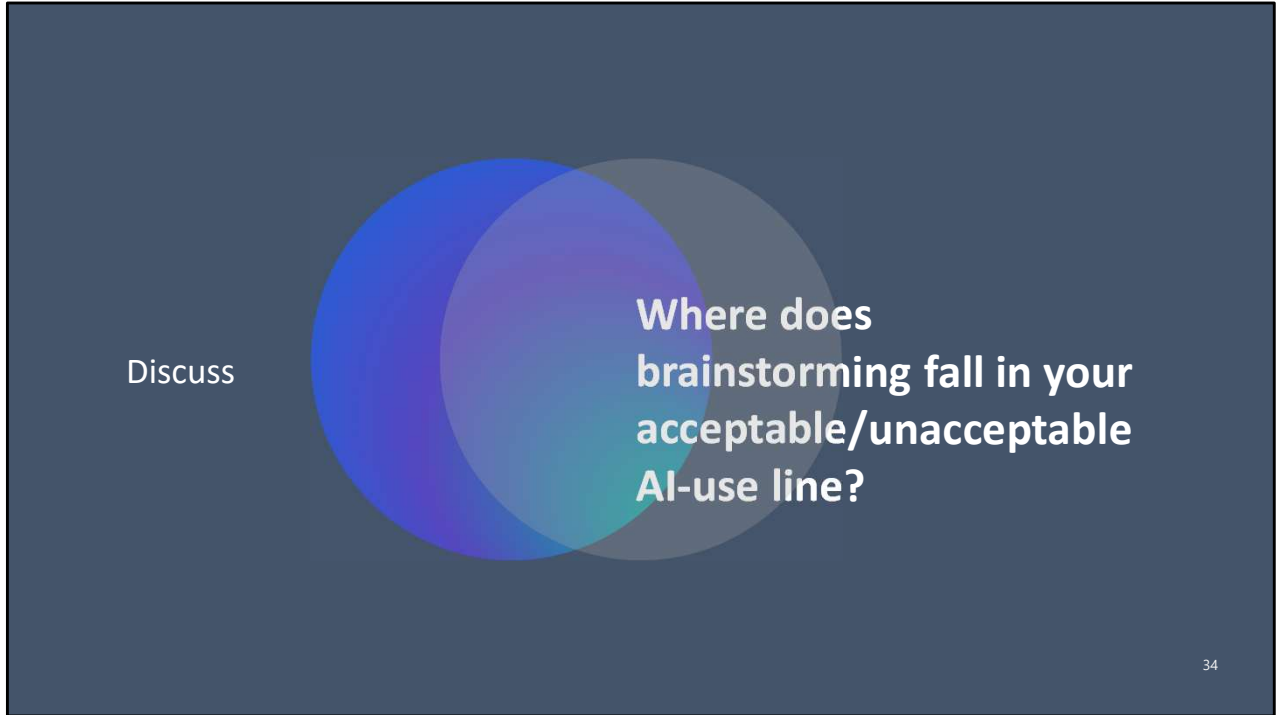 Discuss
Where does
brainstorming fall in your
acceptable/unacceptable
AI-use line?
34